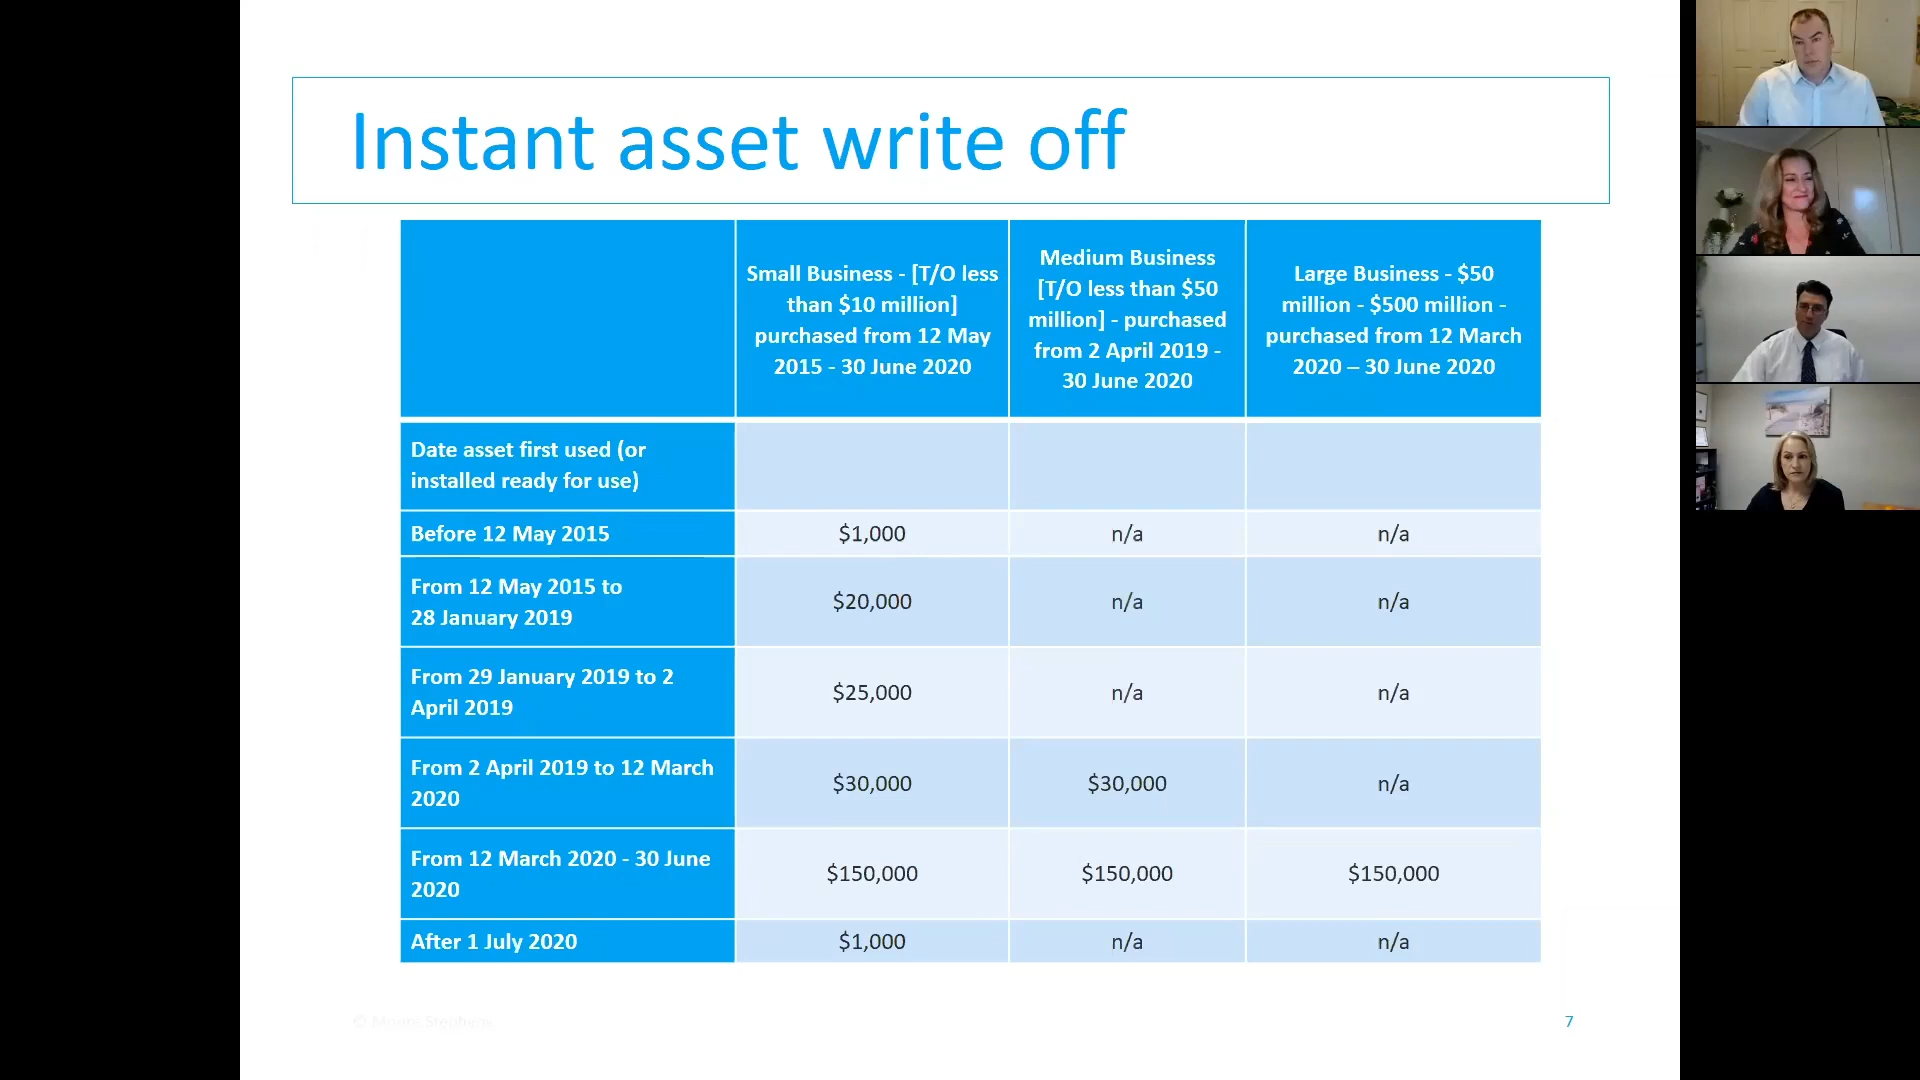 Instant asset write off
Small Business - [T/O less
than $10 million]
purchased from 12 May
2015 - 30 June 2020
Medium Business
[T/O less than $50
million] - purchased
from 2 April 2019 -
30 June 2020
Large Business - $50
million - $500 million -
purchased from 12 March
2020 – 30 June 2020
Date asset first used (or
installed ready for use)
Before 12 May 2015
$1,000
n/a
n/a
From 12 May 2015 to
28 January 2019
$20,000
n/a
n/a
From 29 January 2019 to 2
April 2019
$25,000
n/a
n/a
From 2 April 2019 to 12 March
2020
$30,000
$30,000
n/a
From 12 March 2020 - 30 June
2020
$150,000
$150,000
$150,000
After 1 July 2020
$1,000
n/a
n/a
7